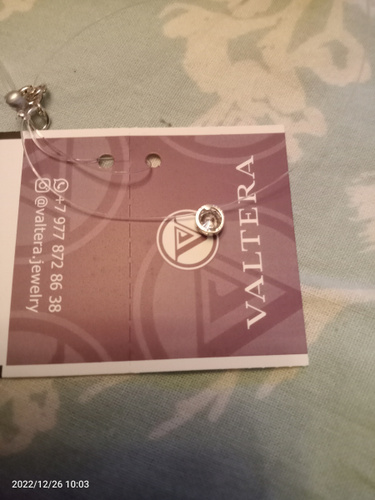 VALTERA
+7 977 872 86 38
@valtera.jewelry
2022/12/26 10:03